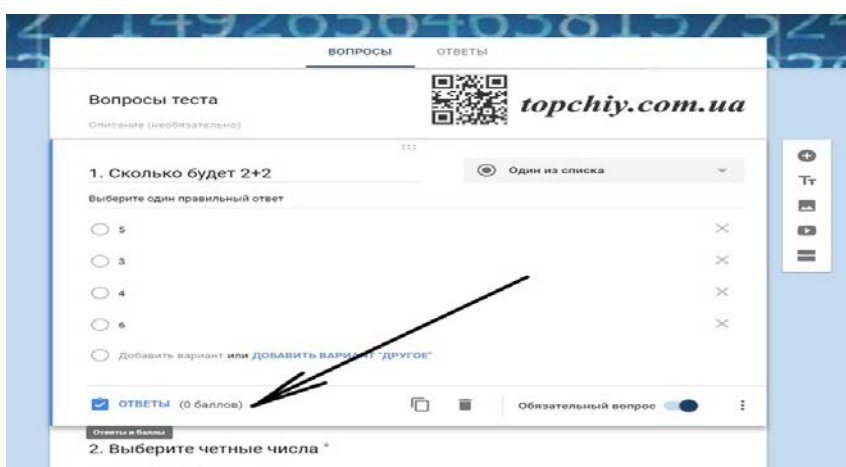 2714926564638157524
ВОПРОСЫ ОТВЕТЫ
Вопросы теста
topchiy.com.ua
Описание (необязательно)
1. Сколько будет 2+2
Один из списка
Выберите один правильный ответ
5
3
4
6
Добавить вариант или ДОБАВИТЬ ВАРИАНТ "ДРУГОЕ"
ОТВЕТЫ (0 баллов)
Обязательный вопрос
Ответы и баллы
2. Выберите четные числа *
Тт